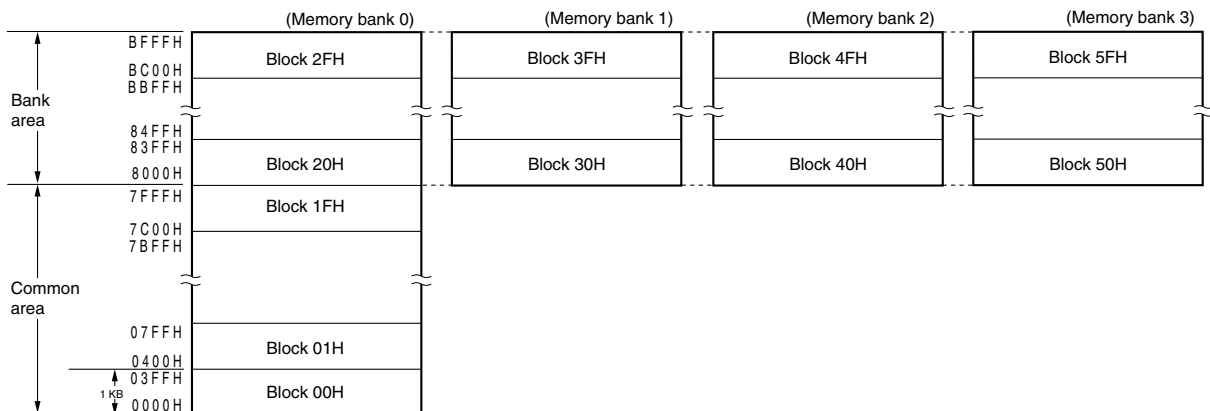 (Memory bank 0) (Memory bank 1) (Memory bank 2) (Memory bank 3)
BFFFH
Block 2FH Block 3FH Block 4FH Block 5FH
BC00H
BBFFH
Bank
area
84FFH
83FFH
Block 20H Block 30H Block 40H Block 50H
8000H
7FFFH
Block 1FH
7C00H
7BFFH
Common
area
07FFH
Block 01H
0400H
03FFH
1 KB
Block 00H
0000H